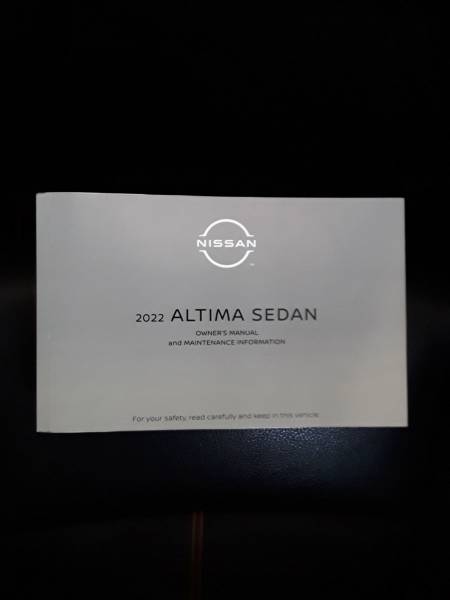 NISSAN
2022 ALTIMA SEDAN
OWNER'S MANUAL
and MAINTENANCE INFORMATION
For your safety, read carefully and keep in this vehicle.